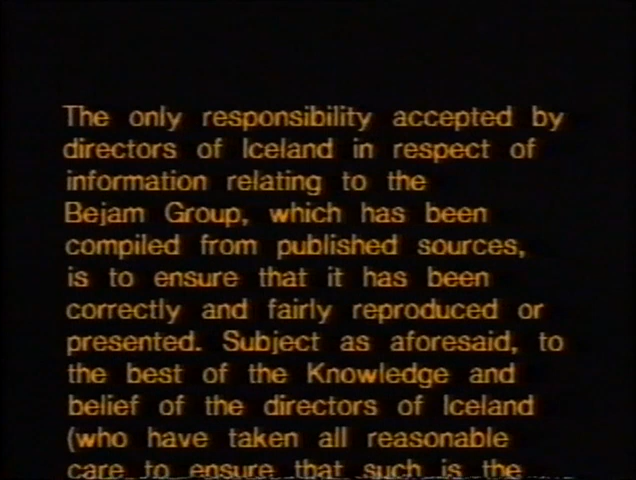 The only responsibility accepted by
directors of Iceland in respect of
information relating to the
Bejam Group, which has been
compiled from published sources,
is to ensure that it has been
correctly and fairly reproduced or
presented. Subject as aforesaid, to
the best of the Knowledge and
belief of the directors of Iceland
(who have taken all reasonable
care to ensure that such is the